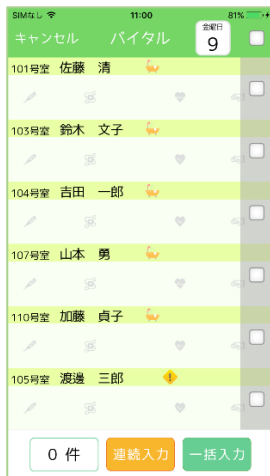 SIMなし 11:00 81%
キャンセル バイタル 金曜日 9
101号室 佐藤 清
103号室 鈴木 文子
104号室 吉田 一郎
107号室 山本 勇
110号室 加藤 貞子
105号室 渡邊 三郎
0 件 連続入力 一括入力